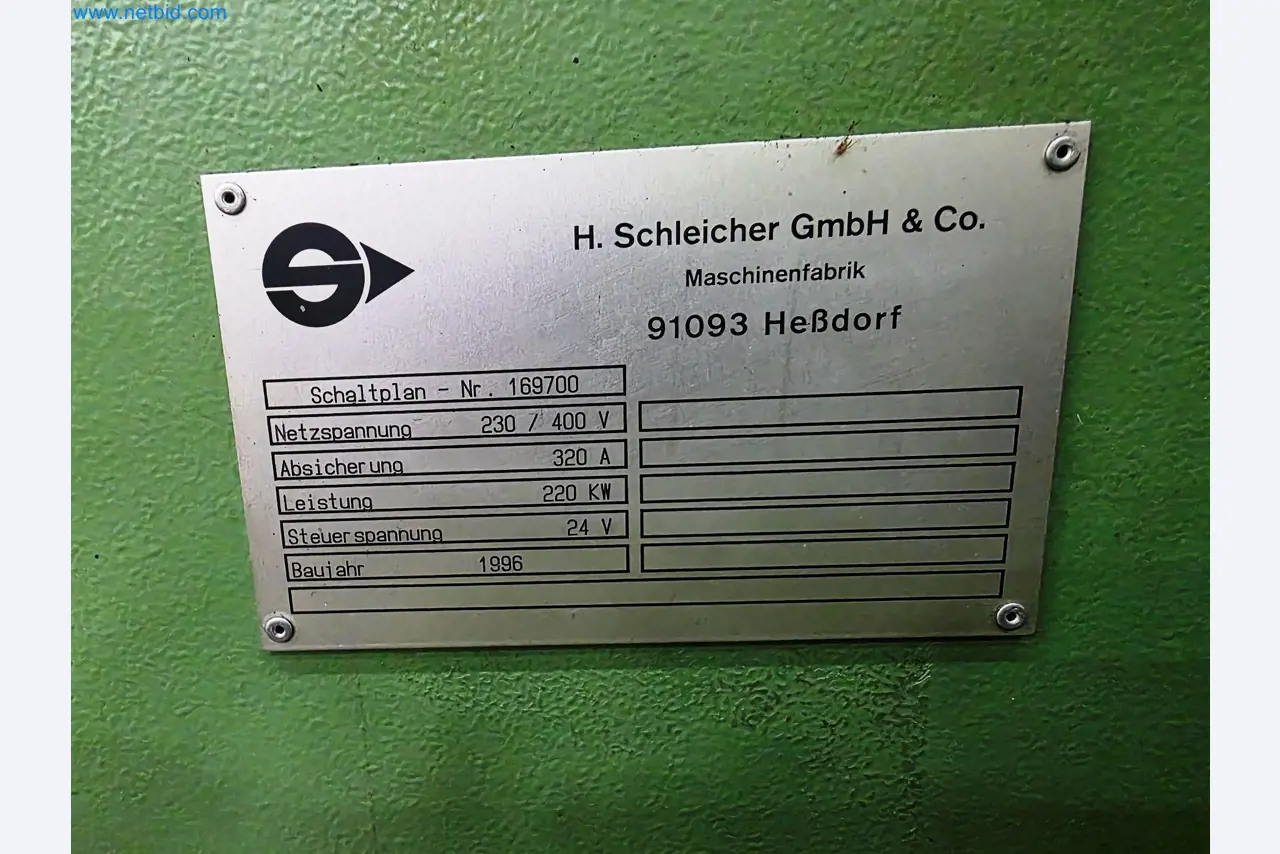 www.netbid.com
H. Schleicher GmbH & Co.
Maschinenfabrik
91093 Heßdorf
Schaltplan - Nr. 169700
Netzspannung 230 / 400 V
Absicherung 320 A
Leistung 220 KW
Steuerspannung 24 V
Baujahr 1996